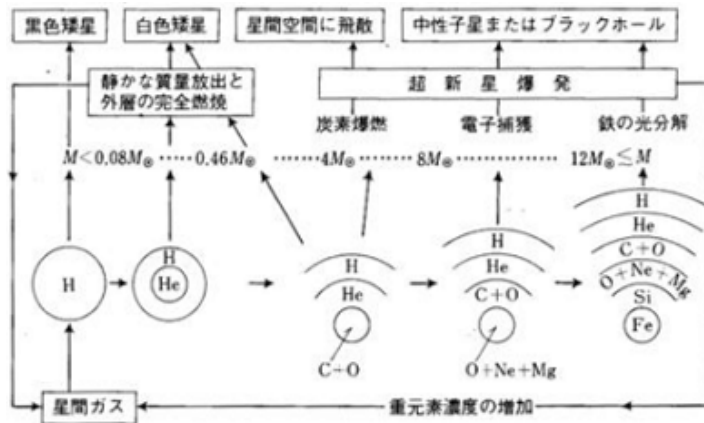 黒色矮星
白色矮星
星間空間に飛散
中性子星またはブラックホール
静かな質量放出と
外層の完全燃焼
超新星爆発
炭素爆燃
電子捕獲
鉄の光分解
M<0.08M⊙ ‥‥‥ 0.46M⊙ ‥‥‥‥‥‥ 4M⊙ ‥‥‥‥ 8M⊙ ‥‥‥‥‥‥ 12M⊙≦M
H
H
He
H
He
C+O
H
He
C+O
O+Ne+Mg
H
He
C+O
O+Ne+Mg
Si
Fe
星間ガス
重元素濃度の増加